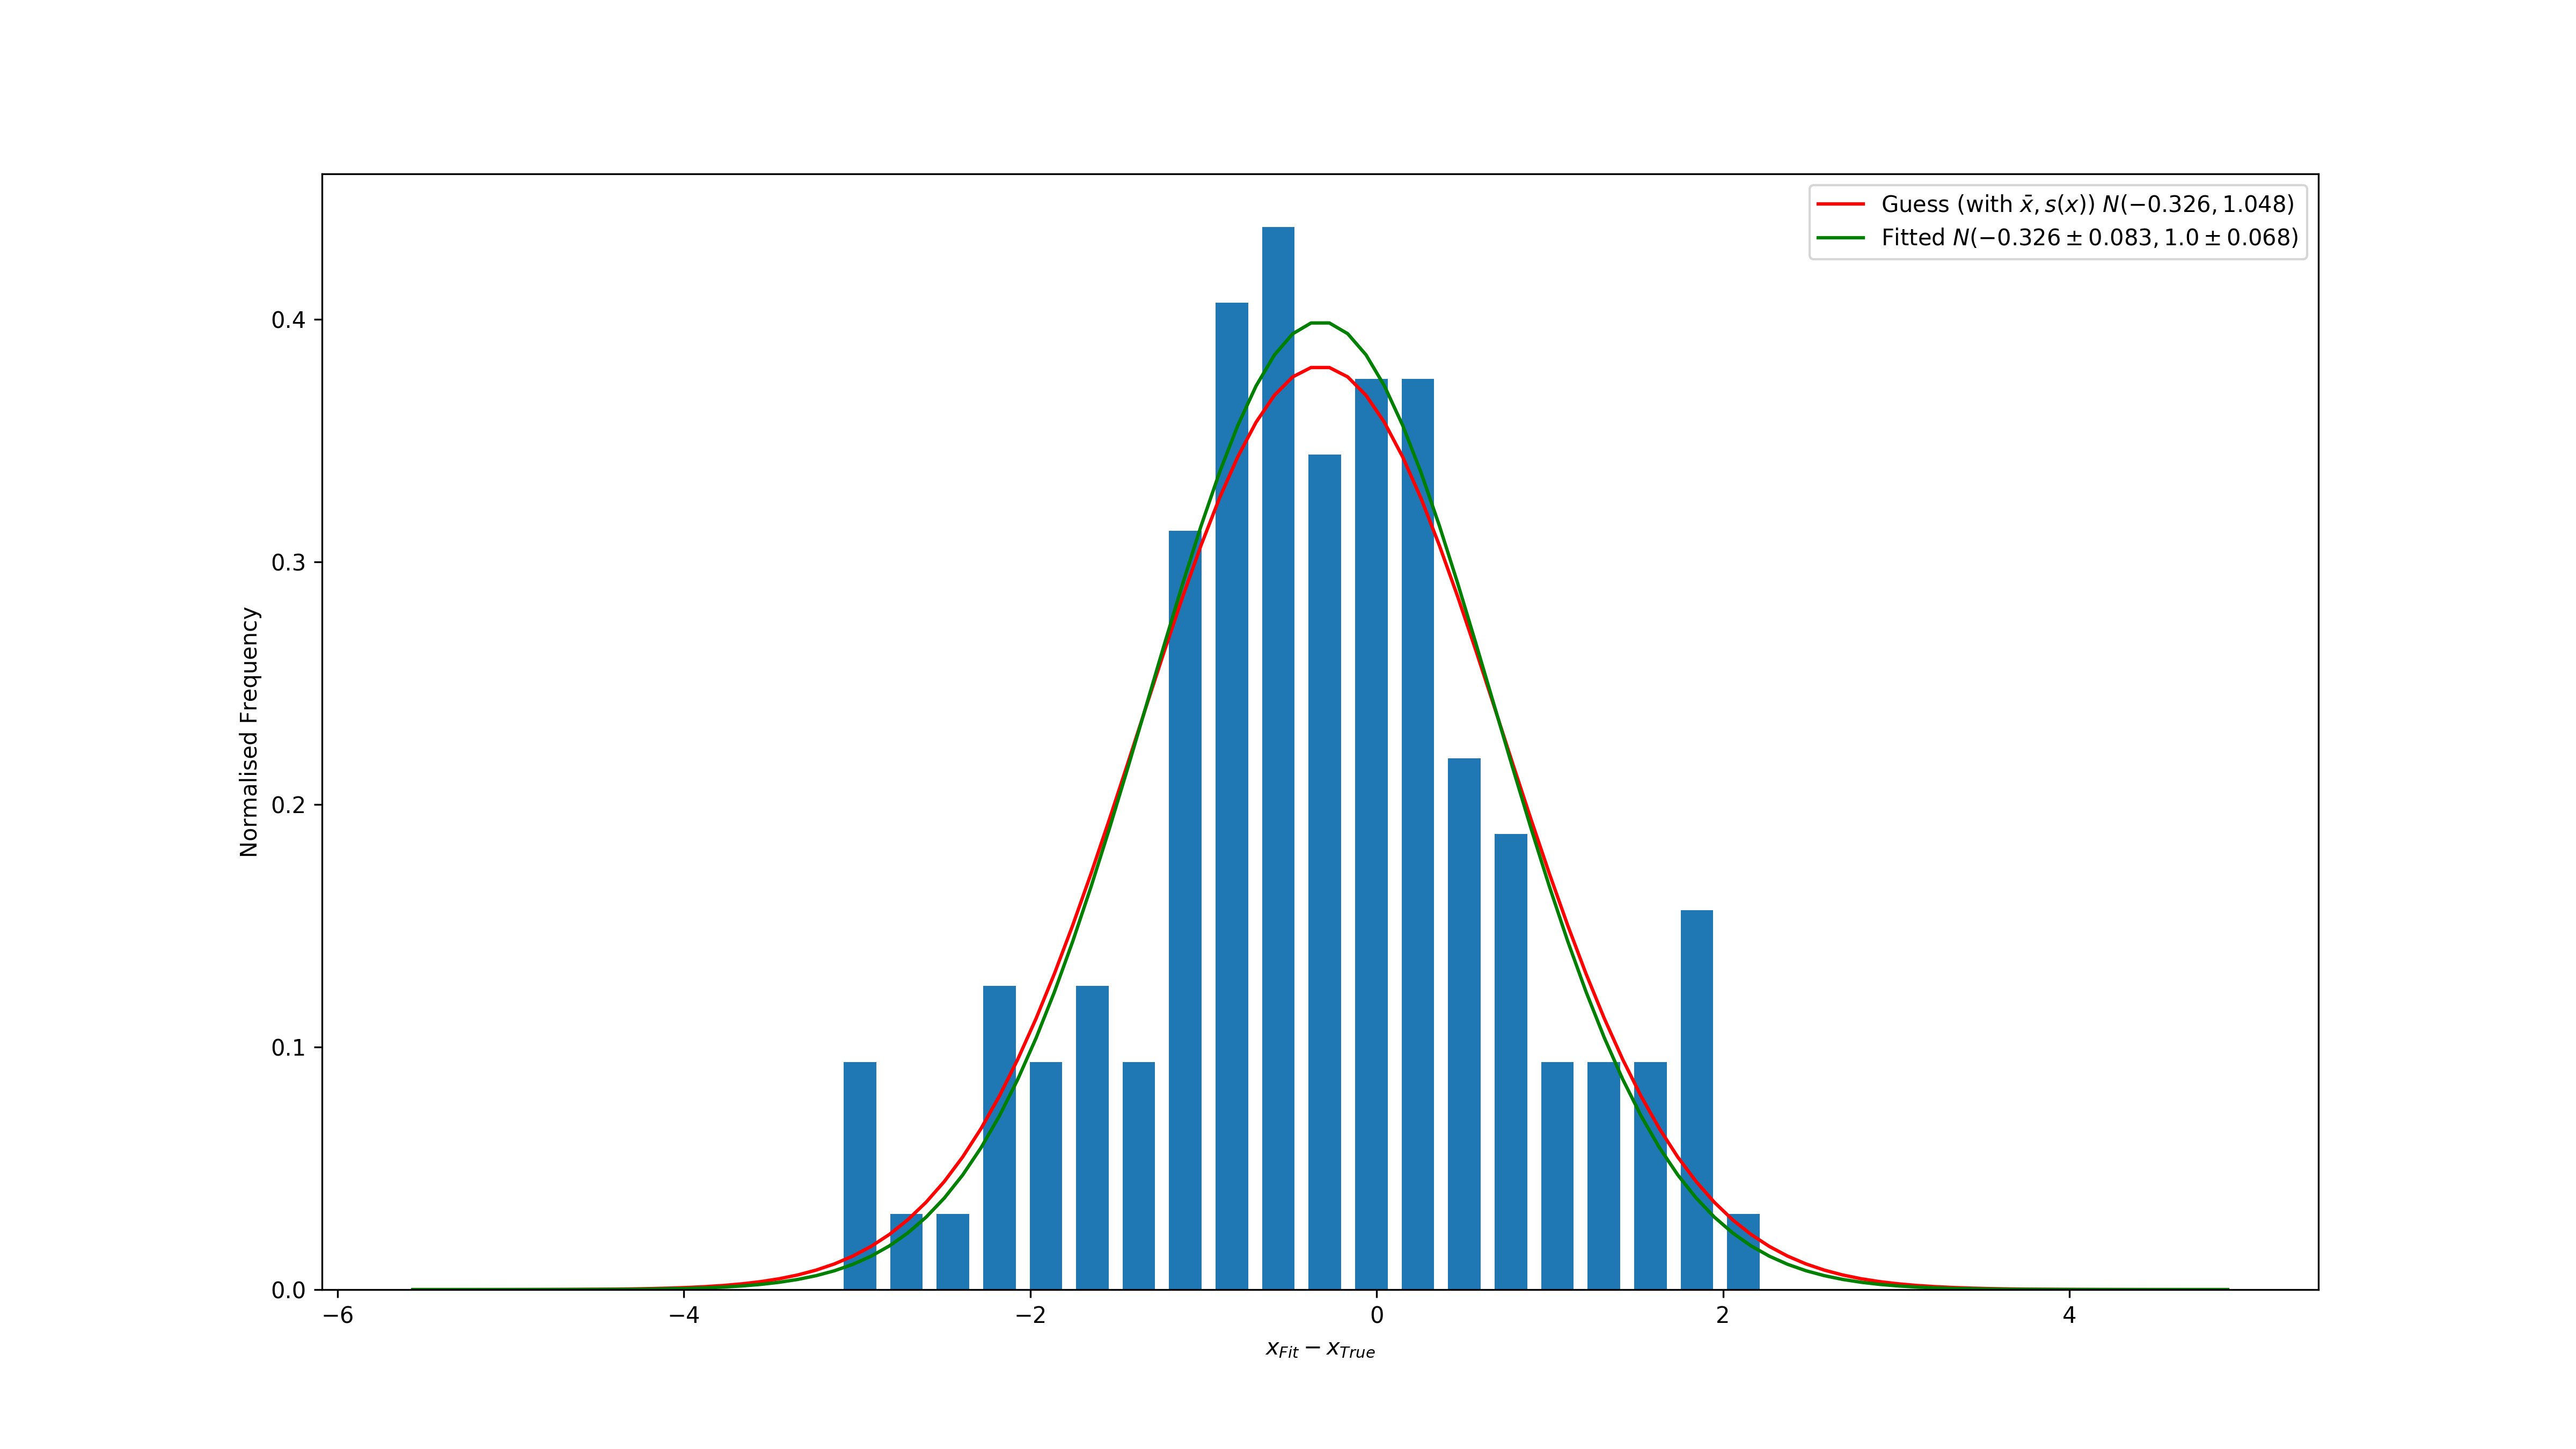 Guess (with x̄, s(x)) N(−0.326, 1.048)
Fitted N(−0.326 ± 0.083, 1.0 ± 0.068)
Normalised Frequency
0.4
0.3
0.2
0.1
0.0
−6 −4 −2 0 2 4
x_Fit − x_True